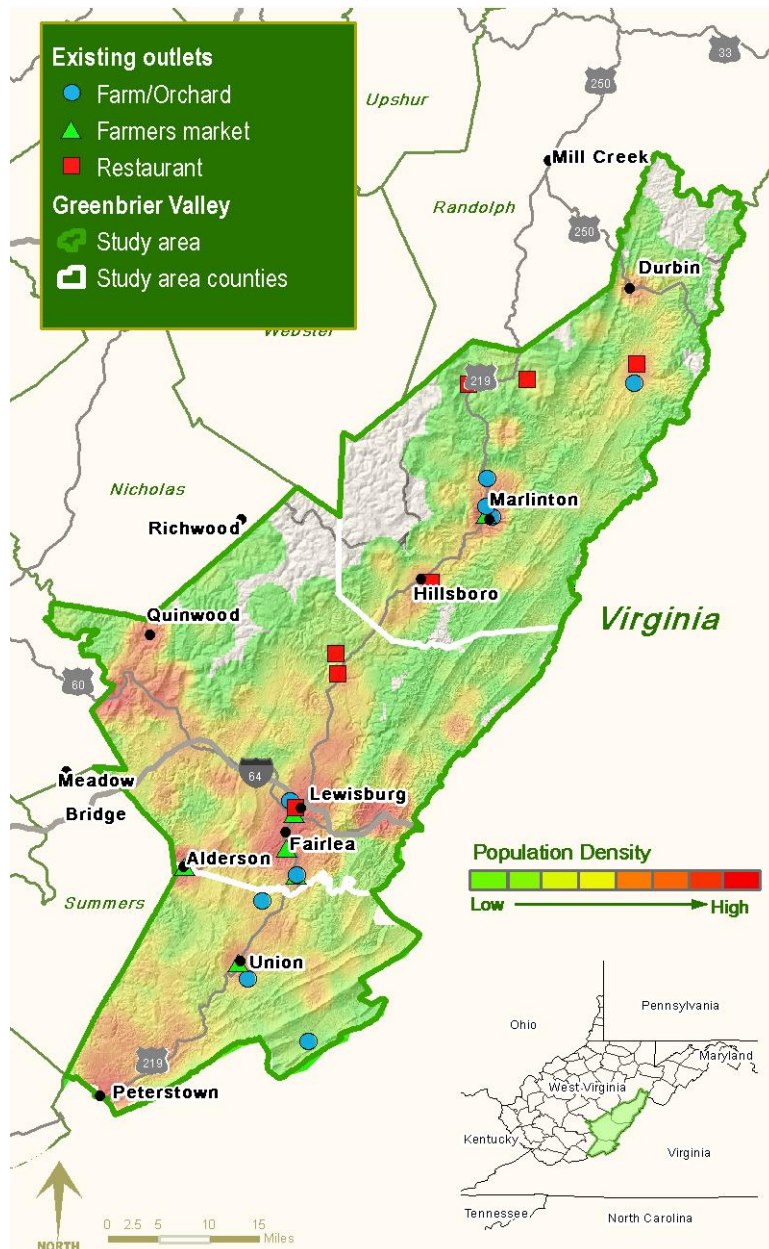 Existing outlets
Farm/Orchard
Farmers market
Restaurant
Greenbrier Valley
Study area
Study area counties
33
250
Upshur
Mill Creek
Randolph
250
Durbin
Webster
219
Nicholas
Marlinton
Richwood
Hillsboro
Quinwood
Virginia
60
Meadow
Bridge
64
Lewisburg
Fairlea
Alderson
Summers
Union
219
Peterstown
Population Density
Low
High
Pennsylvania
Ohio
Maryland
West Virginia
Kentucky
Virginia
Tennessee
North Carolina
NORTH
0 2.5 5 10 15
Miles